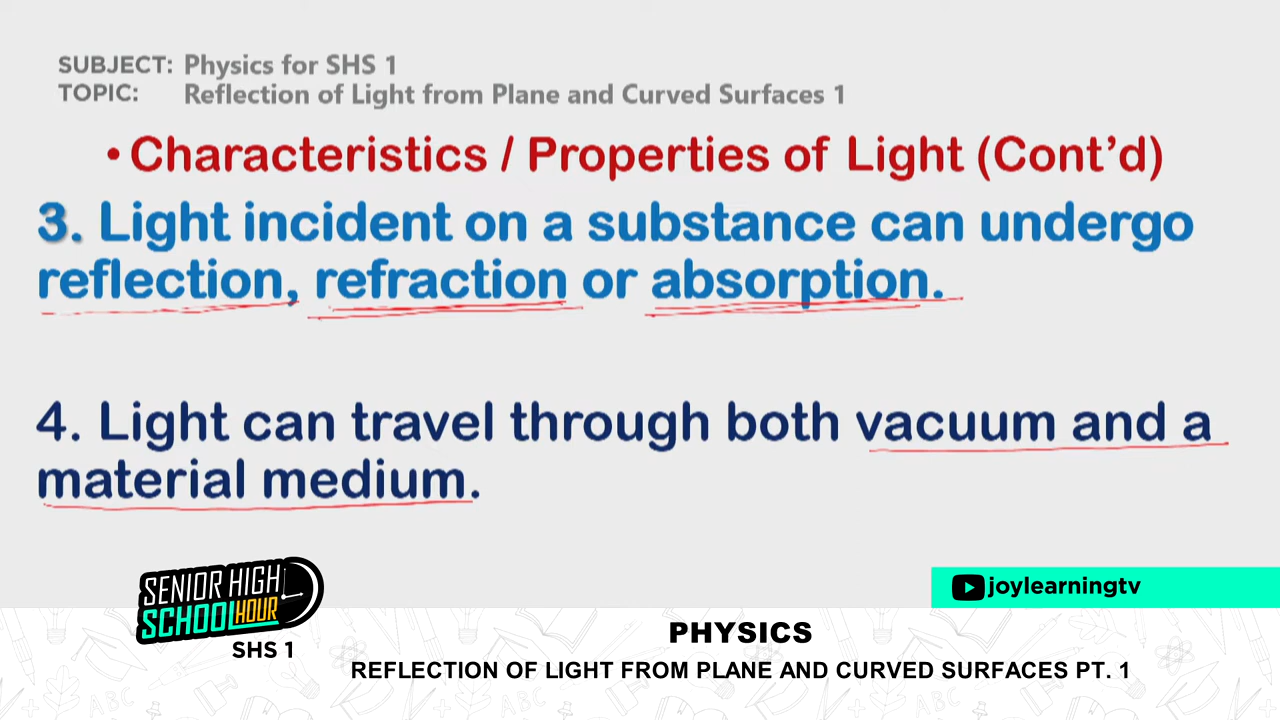 SUBJECT: Physics for SHS 1
TOPIC: Reflection of Light from Plane and Curved Surfaces 1
• Characteristics / Properties of Light (Cont’d)
3. Light incident on a substance can undergo
reflection, refraction or absorption.
4. Light can travel through both vacuum and a
material medium.
SENIOR HIGH
SCHOOL HOUR
SHS 1
joylearningtv
PHYSICS
REFLECTION OF LIGHT FROM PLANE AND CURVED SURFACES PT. 1